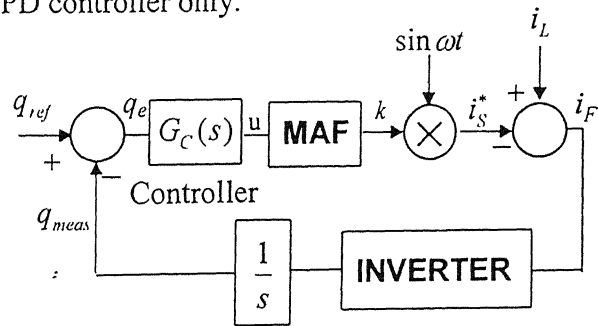 PD controller only.
sin ωt
i_L
q_ref
q_e
G_C(s)
u
MAF
k
×
i_S^*
+
i_F
+
−
−
Controller
q_meas
1/s
INVERTER